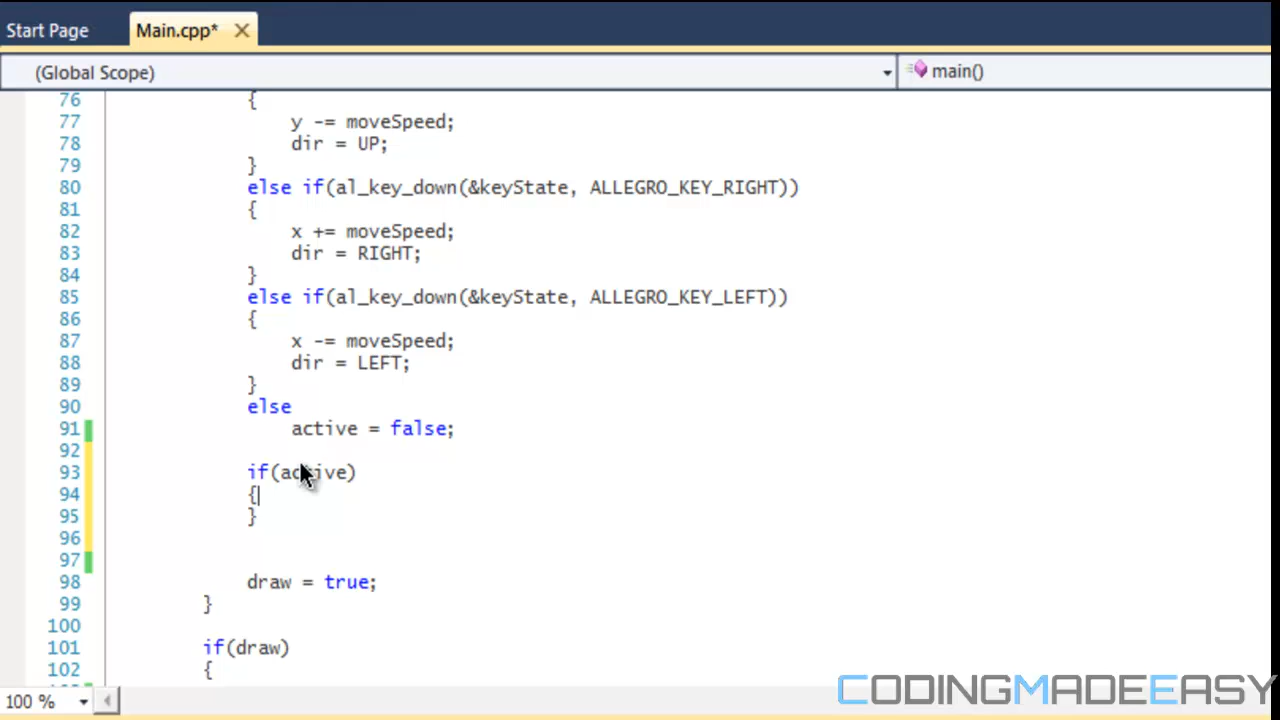 Start Page Main.cpp*
(Global Scope) main()
76 {
77 y -= moveSpeed;
78 dir = UP;
79 }
80 else if(al_key_down(&keyState, ALLEGRO_KEY_RIGHT))
81 {
82 x += moveSpeed;
83 dir = RIGHT;
84 }
85 else if(al_key_down(&keyState, ALLEGRO_KEY_LEFT))
86 {
87 x -= moveSpeed;
88 dir = LEFT;
89 }
90 else
91 active = false;
92
93 if(active)
94 {
95 }
96
97
98 draw = true;
99 }
100
101 if(draw)
102 {
100 %
CODINGMADEEASY